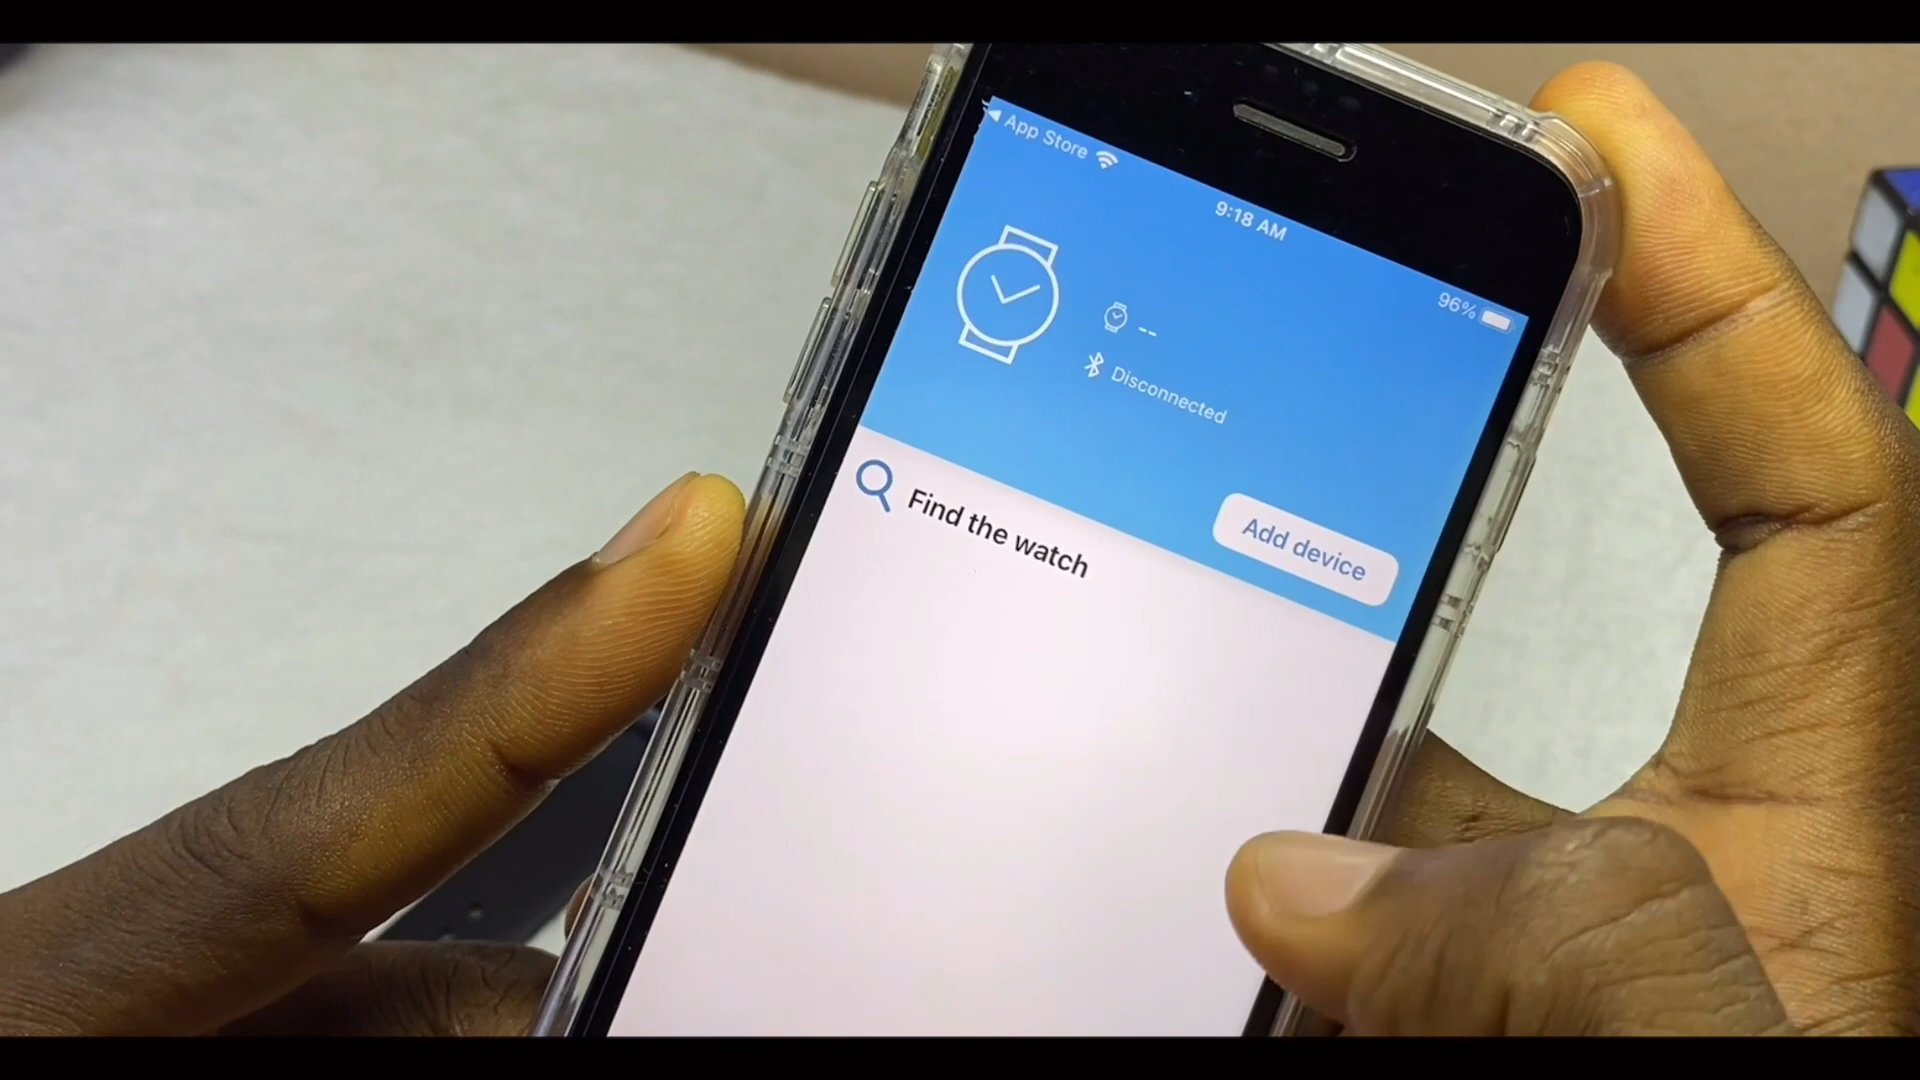 App Store
9:18 AM
96%
--
Disconnected
Add device
Find the watch